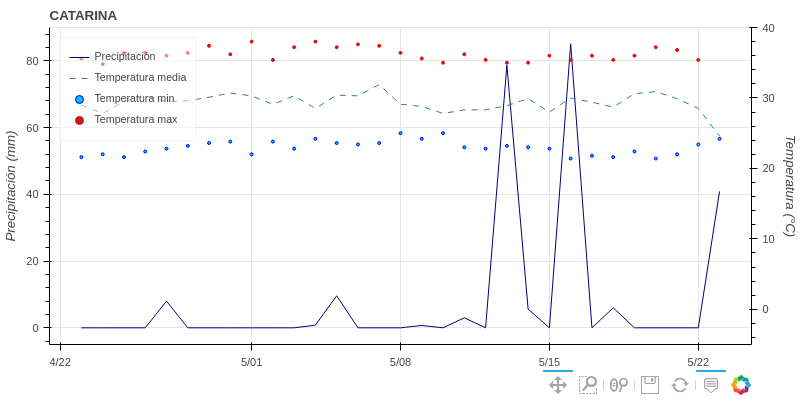 CATARINA
Precipitación
Temperatura media
Temperatura min
Temperatura max
Precipitación (mm)
80
60
40
20
0
Temperatura (°C)
40
30
20
10
0
4/22
5/01
5/08
5/15
5/22